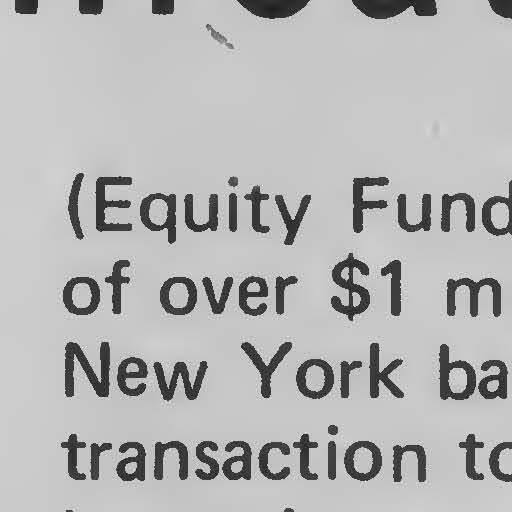 (Equity Fund
of over $1 m
New York ba
transaction to